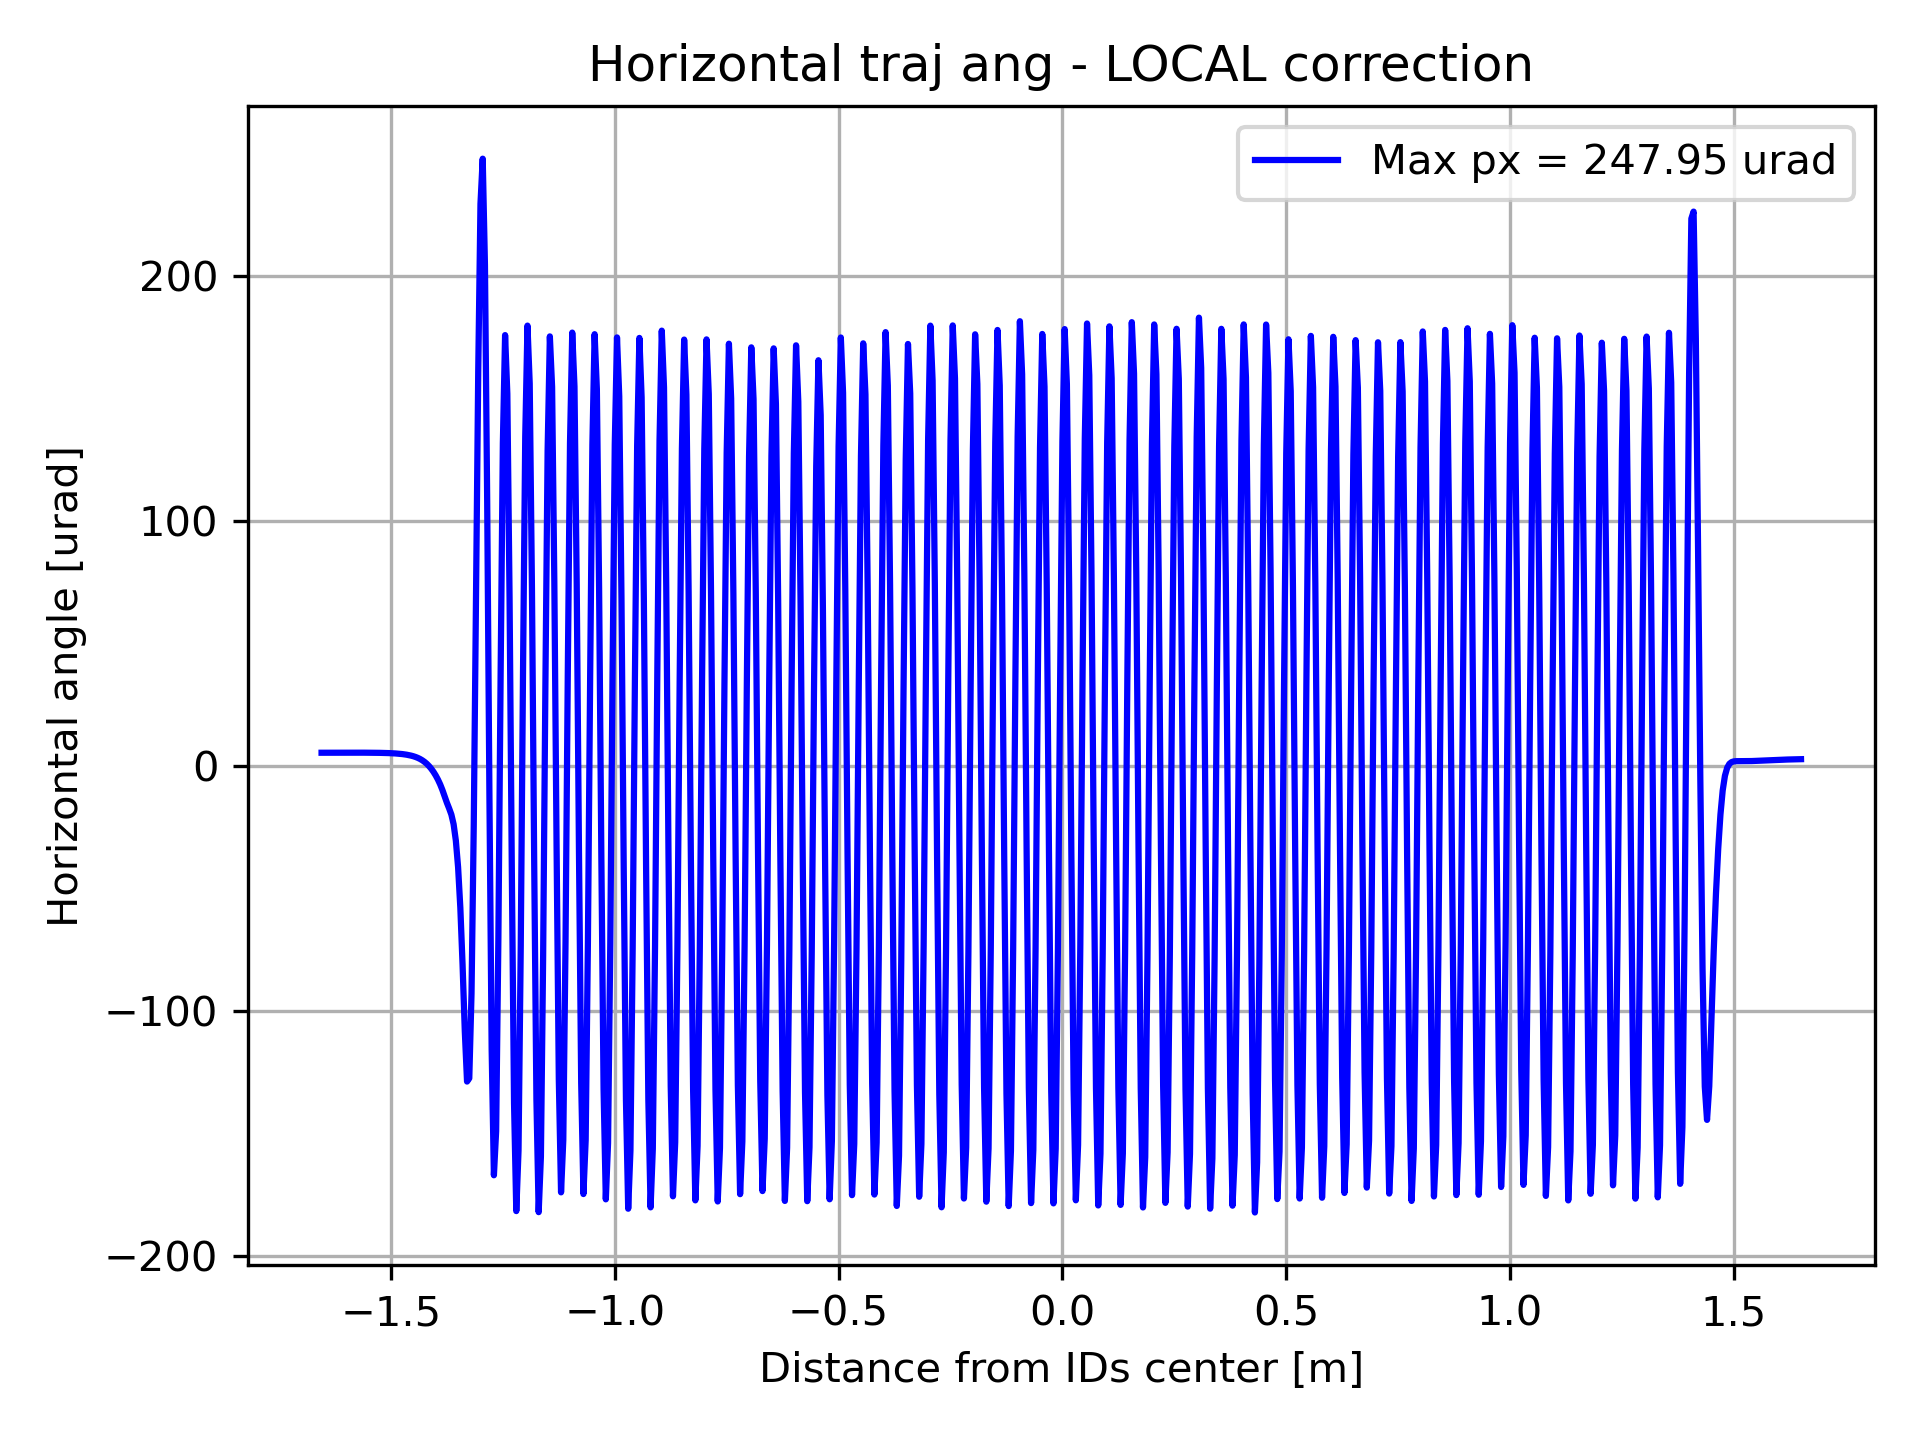 Horizontal traj ang - LOCAL correction
Max px = 247.95 urad
Horizontal angle [urad]
200
100
0
−100
−200
−1.5 −1.0 −0.5 0.0 0.5 1.0 1.5
Distance from IDs center [m]